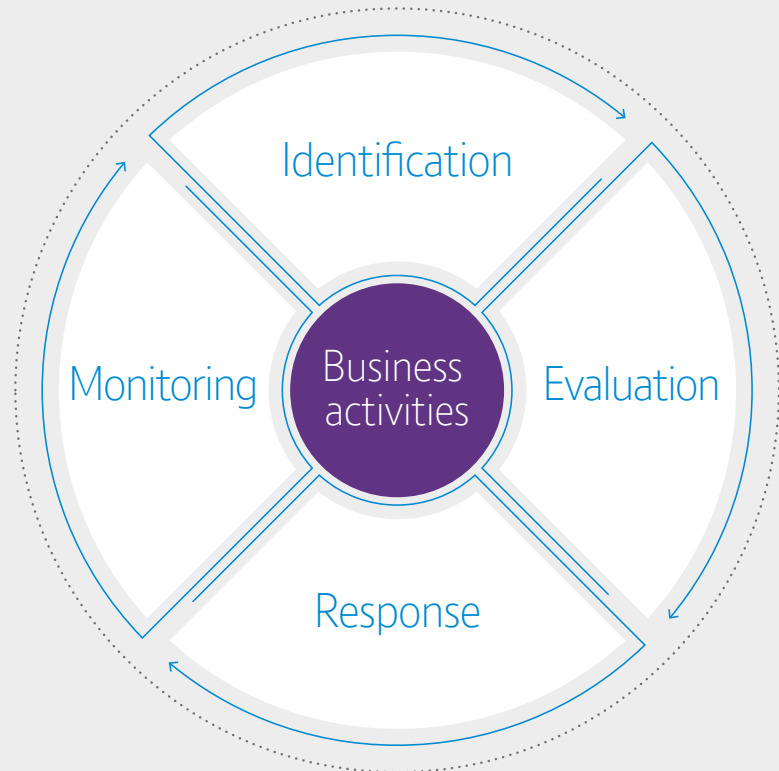 Identification
Monitoring
Business
activities
Evaluation
Response